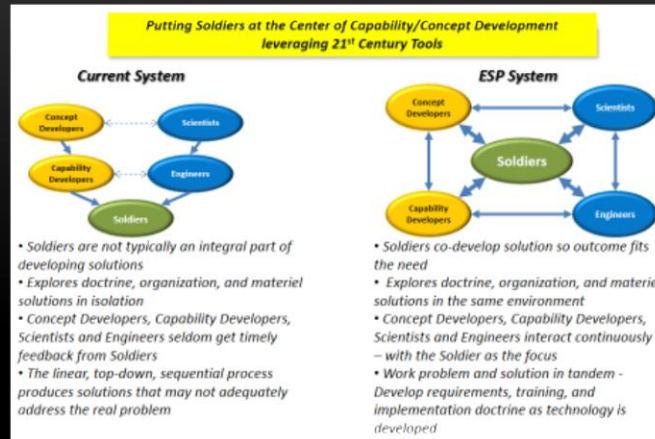 Putting Soldiers at the Center of Capability/Concept Development
leveraging 21st Century Tools
Current System
Concept
Developers
Scientists
Capability
Developers
Engineers
Soldiers
• Soldiers are not typically an integral part of
developing solutions
• Explores doctrine, organization, and materiel
solutions in isolation
• Concept Developers, Capability Developers,
Scientists and Engineers seldom get timely
feedback from Soldiers
• The linear, top-down, sequential process
produces solutions that may not adequately
address the real problem
ESP System
Concept
Developers
Scientists
Soldiers
Capability
Developers
Engineers
• Soldiers co-develop solution so outcome fits
the need
• Explores doctrine, organization, and materie
solutions in the same environment
• Concept Developers, Capability Developers,
Scientists and Engineers interact continuously
– with the Soldier as the focus
• Work problem and solution in tandem -
Develop requirements, training, and
implementation doctrine as technology is
developed